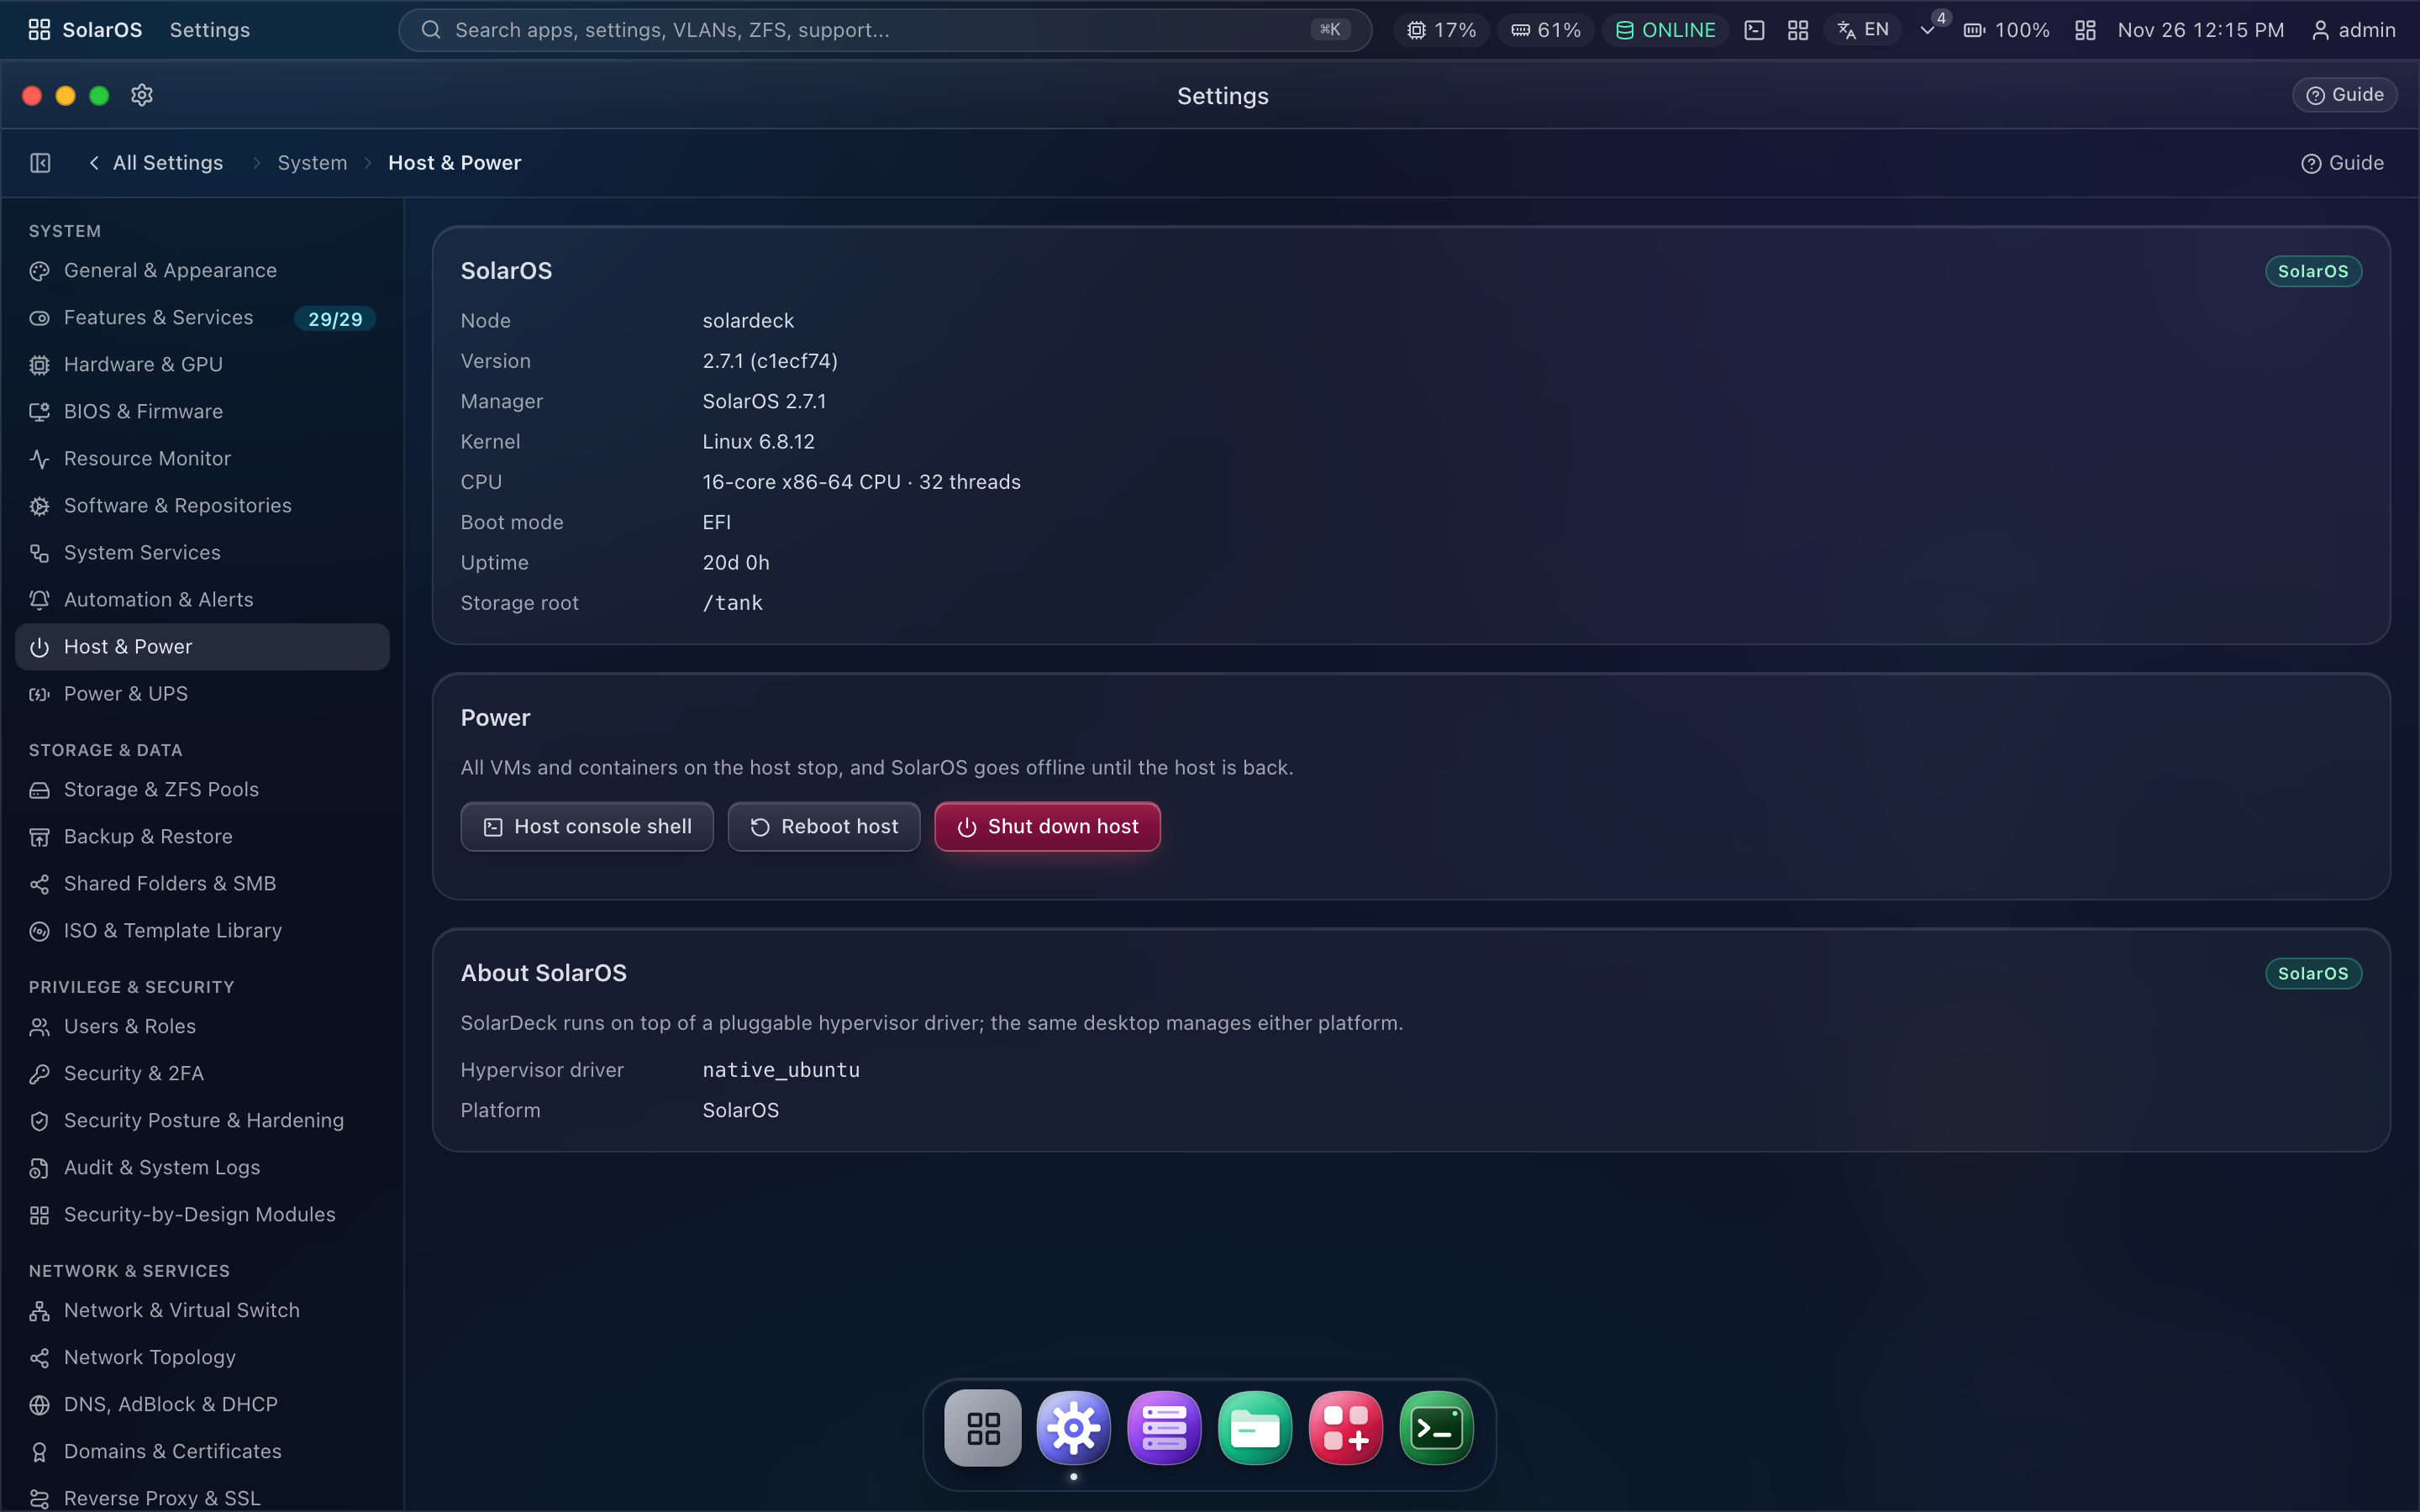 SolarOS Settings Search apps, settings, VLANs, ZFS, support... ⌘K 17% 61% ONLINE EN 4 100% Nov 26 12:15 PM admin
Settings Guide
All Settings System Host & Power Guide
SYSTEM
General & Appearance
Features & Services 29/29
Hardware & GPU
BIOS & Firmware
Resource Monitor
Software & Repositories
System Services
Automation & Alerts
Host & Power
Power & UPS
STORAGE & DATA
Storage & ZFS Pools
Backup & Restore
Shared Folders & SMB
ISO & Template Library
PRIVILEGE & SECURITY
Users & Roles
Security & 2FA
Security Posture & Hardening
Audit & System Logs
Security-by-Design Modules
NETWORK & SERVICES
Network & Virtual Switch
Network Topology
DNS, AdBlock & DHCP
Domains & Certificates
Reverse Proxy & SSL
SolarOS SolarOS
Node solardeck
Version 2.7.1 (c1ecf74)
Manager SolarOS 2.7.1
Kernel Linux 6.8.12
CPU 16-core x86-64 CPU · 32 threads
Boot mode EFI
Uptime 20d 0h
Storage root /tank
Power
All VMs and containers on the host stop, and SolarOS goes offline until the host is back.
Host console shell Reboot host Shut down host
About SolarOS SolarOS
SolarDeck runs on top of a pluggable hypervisor driver; the same desktop manages either platform.
Hypervisor driver native_ubuntu
Platform SolarOS